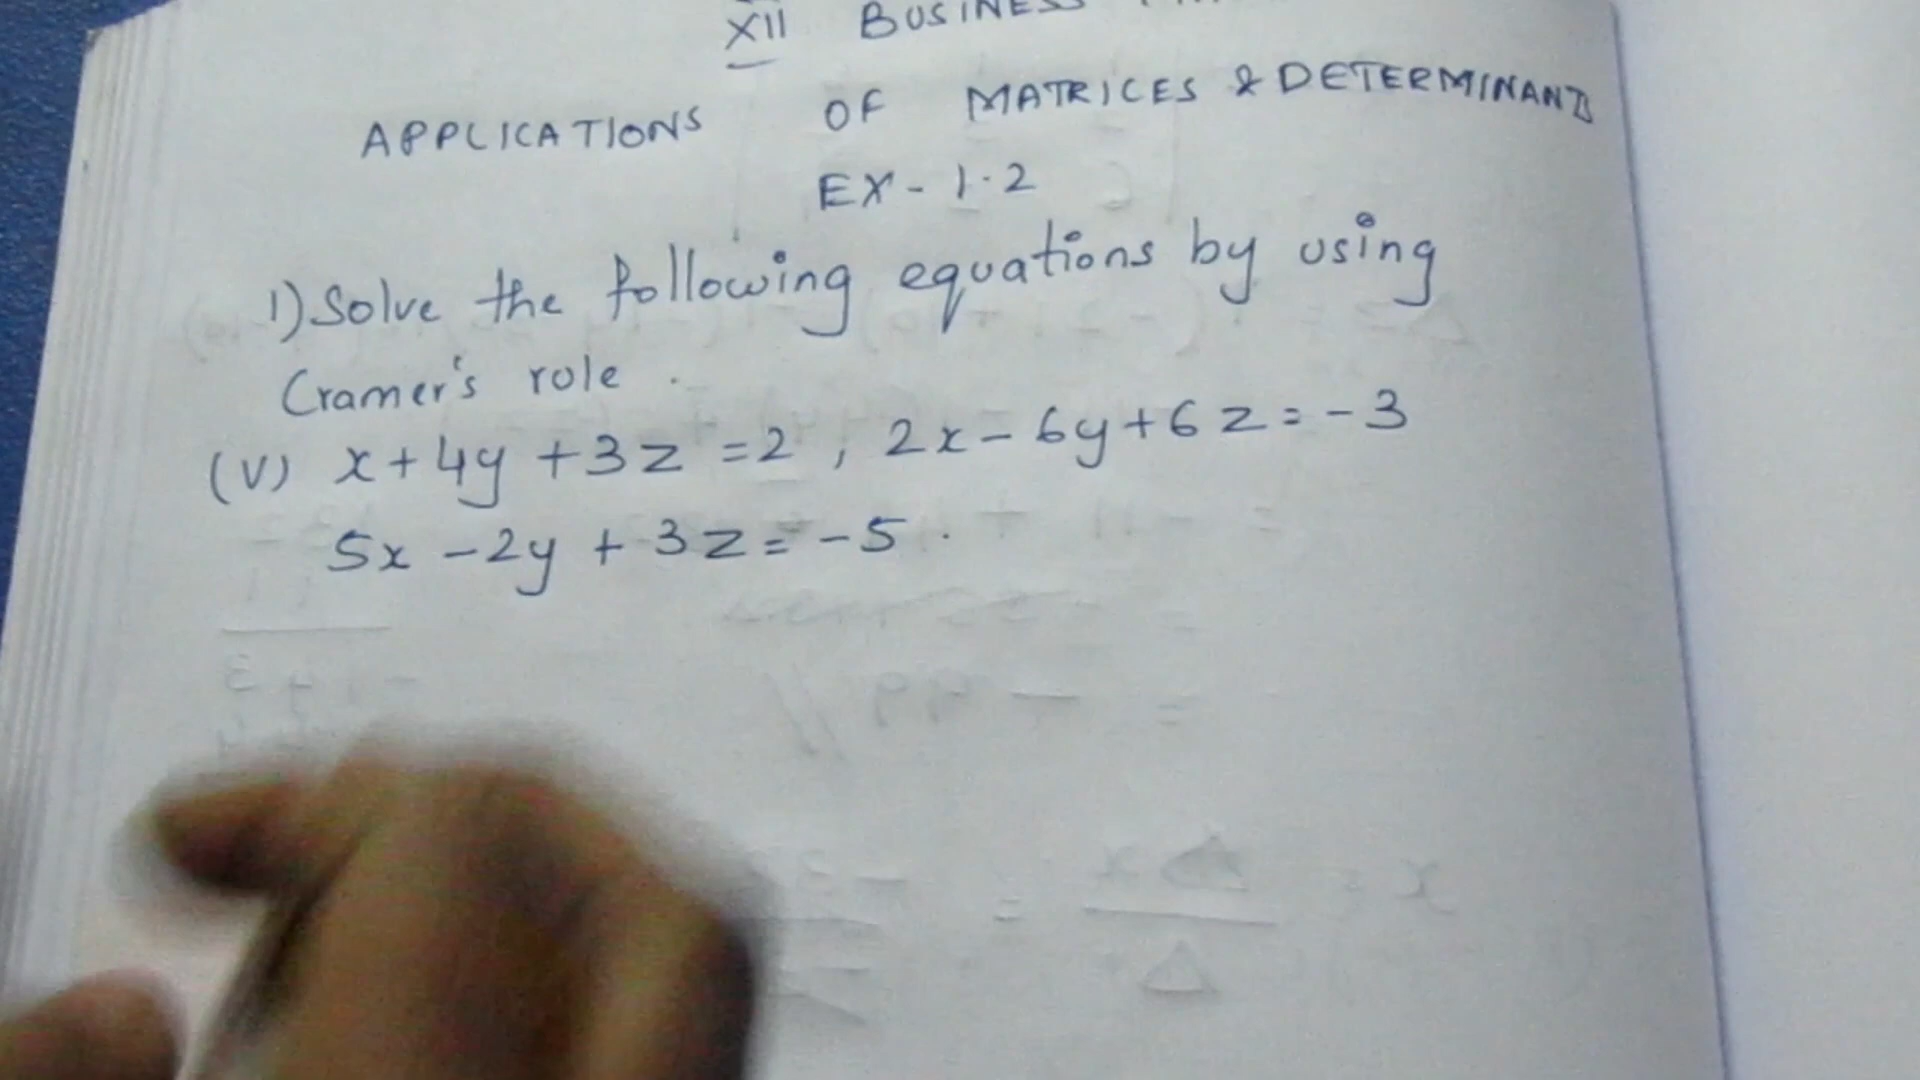 XII BUSINESS
APPLICATIONS OF MATRICES & DETERMINANTS
EX - 1.2
1) Solve the following equations by using
Cramer's role.
(V) x + 4y + 3z = 2, 2x - 6y + 6z = -3
5x - 2y + 3z = -5.